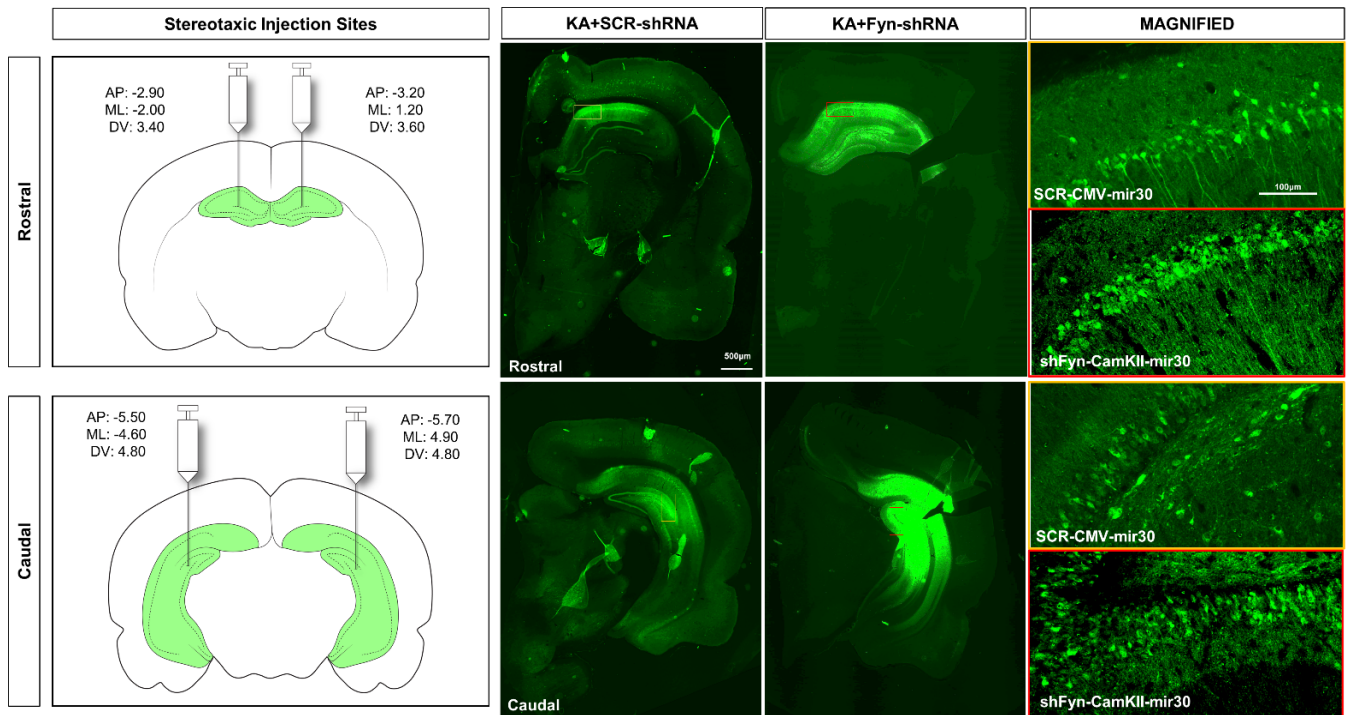 Stereotaxic Injection Sites
KA+SCR-shRNA
KA+Fyn-shRNA
MAGNIFIED
Rostral
AP: -2.90
ML: -2.00
DV: 3.40
AP: -3.20
ML: 1.20
DV: 3.60
Rostral
500µm
SCR-CMV-mir30
100µm
shFyn-CamKII-mir30
Caudal
AP: -5.50
ML: -4.60
DV: 4.80
AP: -5.70
ML: 4.90
DV: 4.80
Caudal
SCR-CMV-mir30
shFyn-CamKII-mir30